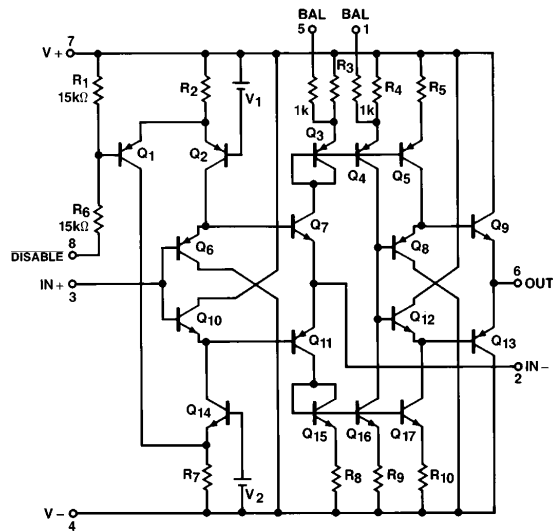 BAL BAL
5 1
7
V+
R1
15kΩ
R2
V1
1k
R3
1k
R4
R5
Q1
Q2
Q3
Q4
Q5
R6
15kΩ
8
DISABLE
Q6
Q7
Q8
Q9
IN+
3
6
OUT
Q10
Q11
Q12
Q13
IN−
2
Q14
Q15
Q16
Q17
R7
V2
R8
R9
R10
V−
4